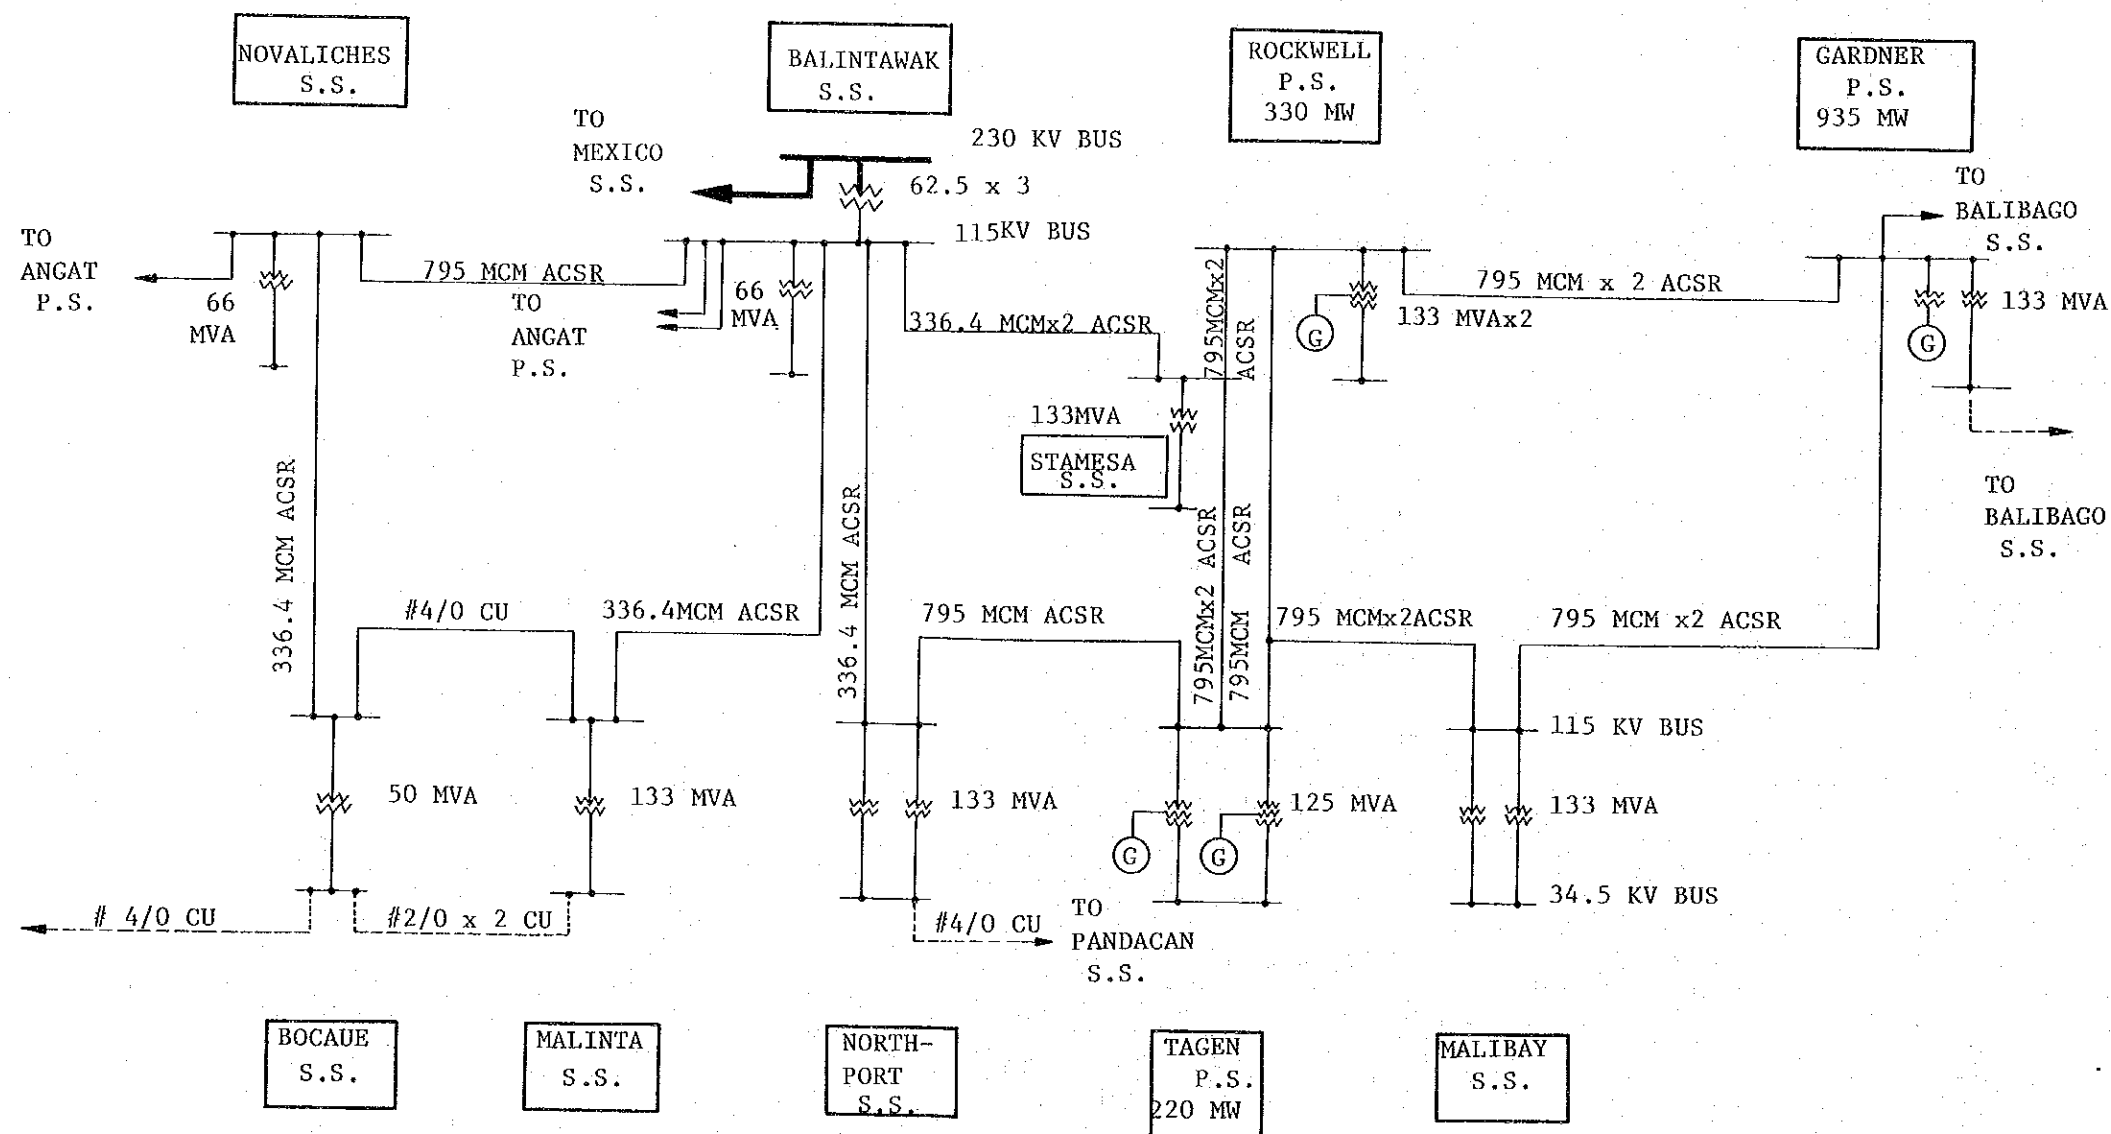 NOVALICHES
S.S.
BALINTAWAK
S.S.
ROCKWELL
P.S.
330 MW
GARDNER
P.S.
935 MW
TO
MEXICO
S.S.
230 KV BUS
62.5 x 3
115KV BUS
TO
BALIBAGO
S.S.
TO
ANGAT
P.S.
66
MVA
795 MCM ACSR
TO
ANGAT
P.S.
66
MVA
336.4 MCMx2 ACSR
795MCMx2
ACSR
133 MVAx2
G
795 MCM x 2 ACSR
G
133 MVA
133MVA
STAMESA
S.S.
TO
BALIBAGO
S.S.
336.4 MCM ACSR
#4/0 CU
336.4MCM ACSR
336.4 MCM ACSR
795 MCM ACSR
795MCMx2 ACSR
795MCM ACSR
795 MCMx2ACSR
795 MCM x2 ACSR
115 KV BUS
50 MVA
133 MVA
133 MVA
G
G
125 MVA
133 MVA
34.5 KV BUS
# 4/0 CU
#2/0 x 2 CU
#4/0 CU
TO
PANDACAN
S.S.
BOCAUE
S.S.
MALINTA
S.S.
NORTH-
PORT
S.S.
TAGEN
P.S.
220 MW
MALIBAY
S.S.